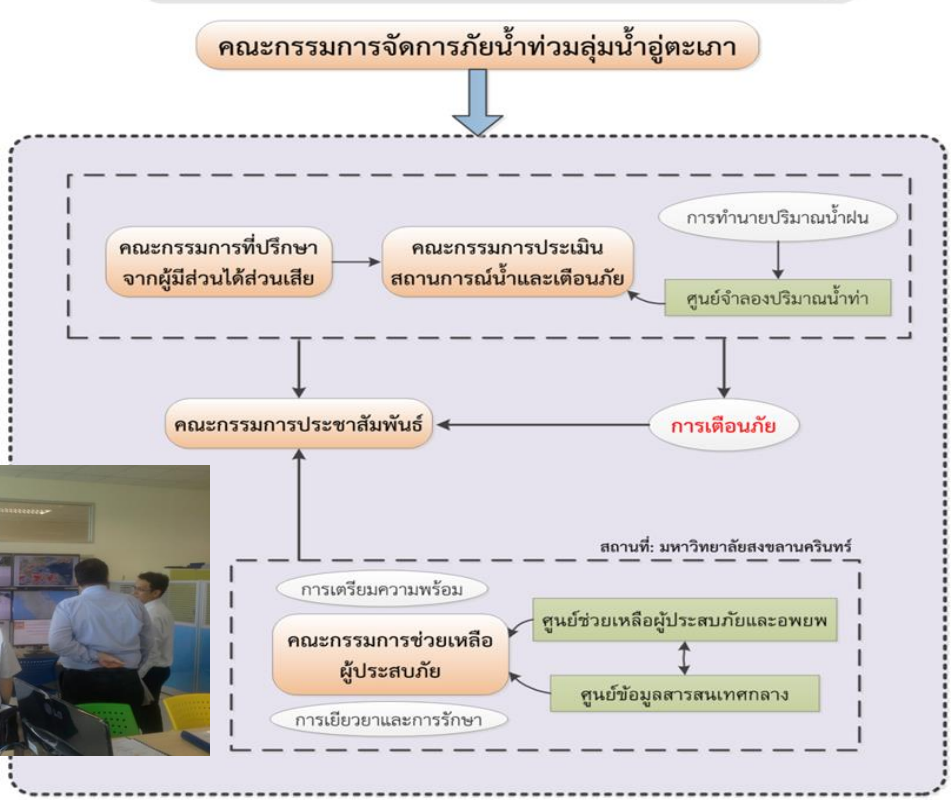 คณะกรรมการจัดการภัยน้ำท่วมลุ่มน้ำอู่ตะเภา
การทำนายปริมาณน้ำฝน
คณะกรรมการที่ปรึกษา
จากผู้มีส่วนได้ส่วนเสีย
คณะกรรมการประเมิน
สถานการณ์น้ำและเตือนภัย
ศูนย์จำลองปริมาณน้ำท่า
คณะกรรมการประชาสัมพันธ์
การเตือนภัย
สถานที่: มหาวิทยาลัยสงขลานครินทร์
การเตรียมความพร้อม
คณะกรรมการช่วยเหลือ
ผู้ประสบภัย
การเยียวยาและการรักษา
ศูนย์ช่วยเหลือผู้ประสบภัยและอพยพ
ศูนย์ข้อมูลสารสนเทศกลาง